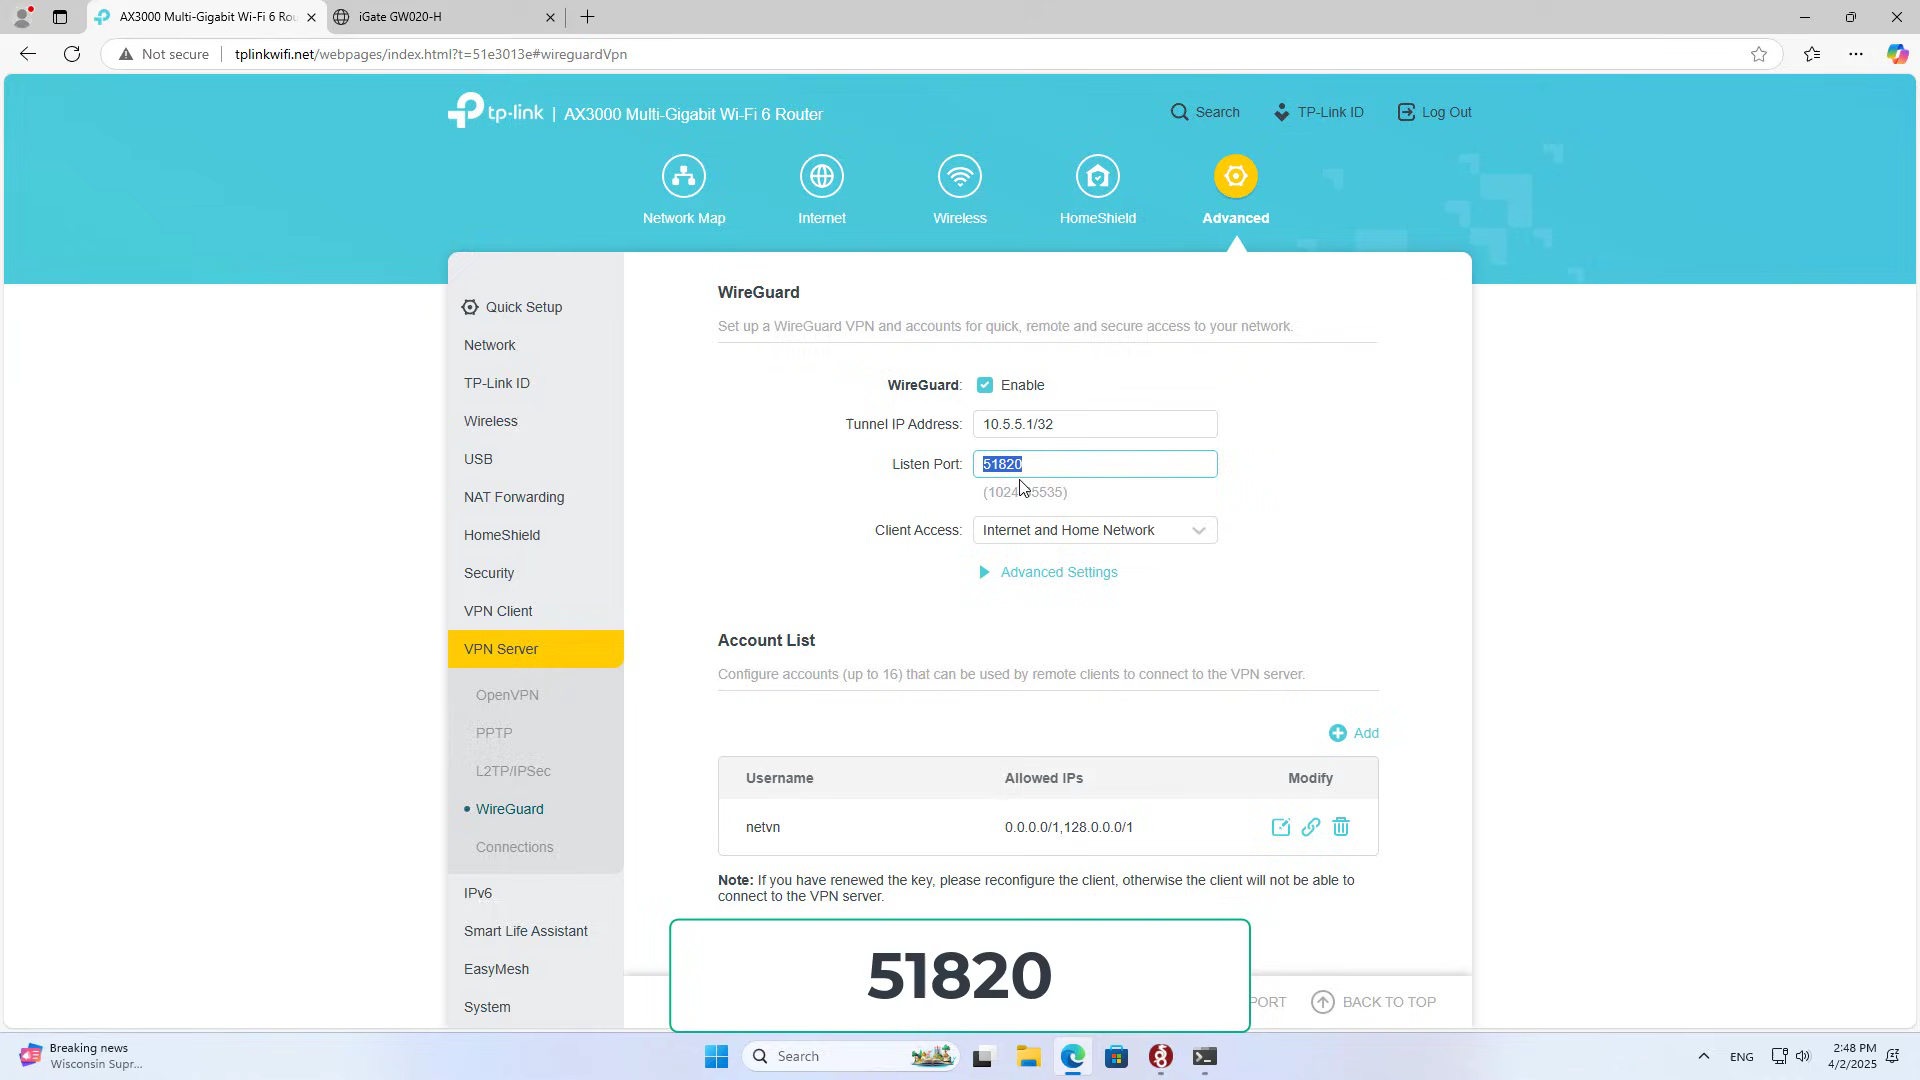 AX3000 Multi-Gigabit Wi-Fi 6 Rou
iGate GW020-H
Not secure
tplinkwifi.net/webpages/index.html?t=51e3013e#wireguardVpn
tp-link | AX3000 Multi-Gigabit Wi-Fi 6 Router
Search
TP-Link ID
Log Out
Network Map
Internet
Wireless
HomeShield
Advanced
Quick Setup
Network
TP-Link ID
Wireless
USB
NAT Forwarding
HomeShield
Security
VPN Client
VPN Server
OpenVPN
PPTP
L2TP/IPSec
WireGuard
Connections
IPv6
Smart Life Assistant
EasyMesh
System
WireGuard
Set up a WireGuard VPN and accounts for quick, remote and secure access to your network.
WireGuard: Enable
Tunnel IP Address: 10.5.5.1/32
Listen Port: 51820
(1024 5535)
Client Access: Internet and Home Network
Advanced Settings
Account List
Configure accounts (up to 16) that can be used by remote clients to connect to the VPN server.
Add
Username Allowed IPs Modify
netvn 0.0.0.0/1,128.0.0.0/1
Note: If you have renewed the key, please reconfigure the client, otherwise the client will not be able to
connect to the VPN server.
51820
PORT
BACK TO TOP
Breaking news
Wisconsin Supr...
Search
ENG
2:48 PM
4/2/2025